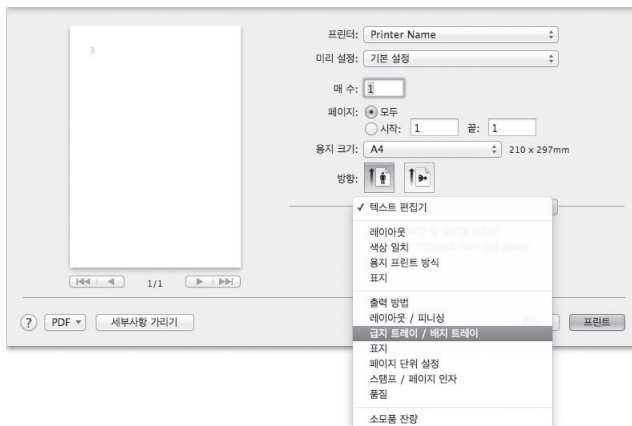 프린터: Printer Name
미리 설정: 기본 설정
매 수: 1
페이지: 모두
시작: 1 끝: 1
용지 크기: A4 210 x 297mm
방향:
✓ 텍스트 편집기
레이아웃
색상 일치
용지 프린트 방식
표지
출력 방법
레이아웃 / 피니싱
급지 트레이 / 배지 트레이
표지
페이지 단위 설정
스탬프 / 페이지 인자
품질
소모품 잔량
1/1
? PDF 세부사항 가리기 프린트